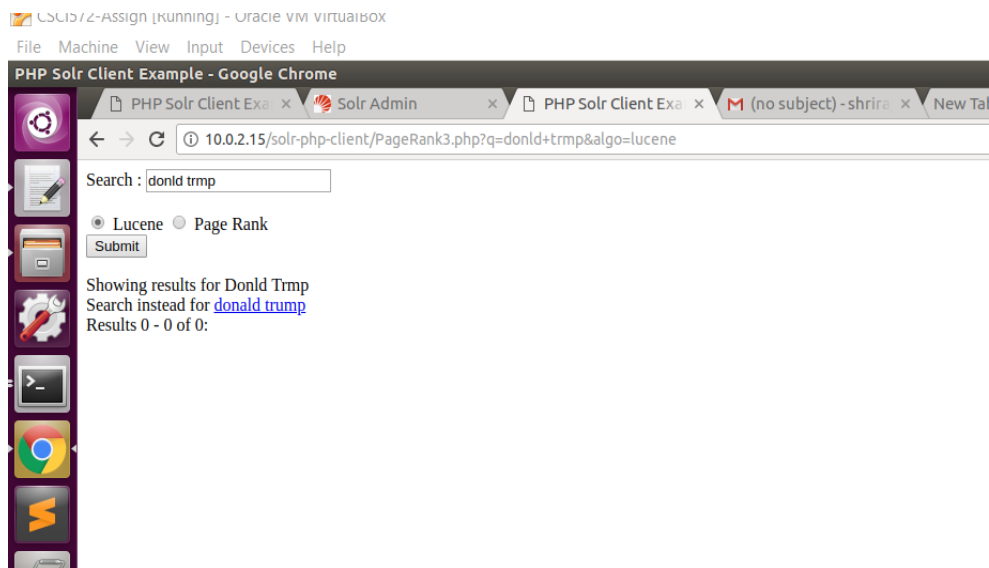 CSCI572-Assign [Running] - Oracle VM VirtualBox
File Machine View Input Devices Help
PHP Solr Client Example - Google Chrome
PHP Solr Client Exa Solr Admin PHP Solr Client Exa (no subject) - shrira New Tal
10.0.2.15/solr-php-client/PageRank3.php?q=donld+trmp&algo=lucene
Search : donld trmp
Lucene Page Rank
Submit
Showing results for Donld Trmp
Search instead for donald trump
Results 0 - 0 of 0: